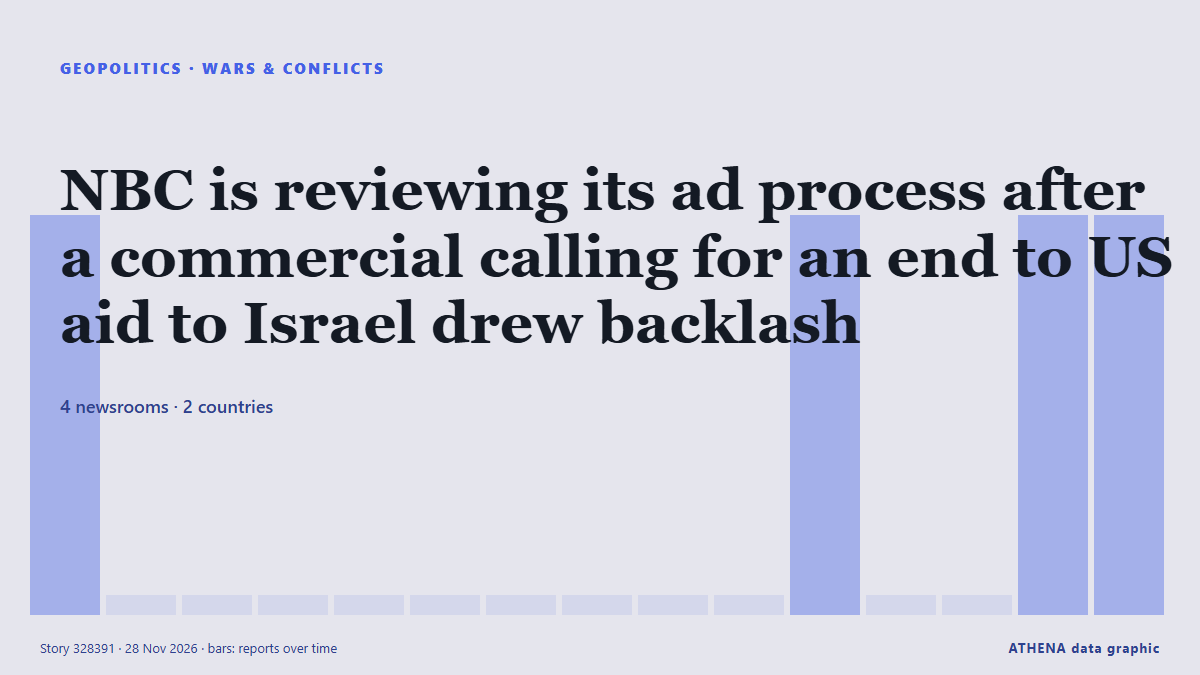 GEOPOLITICS · WARS & CONFLICTS
NBC is reviewing its ad process after
a commercial calling for an end to US
aid to Israel drew backlash
4 newsrooms · 2 countries
Story 328391 · 28 Nov 2026 · bars: reports over time
ATHENA data graphic